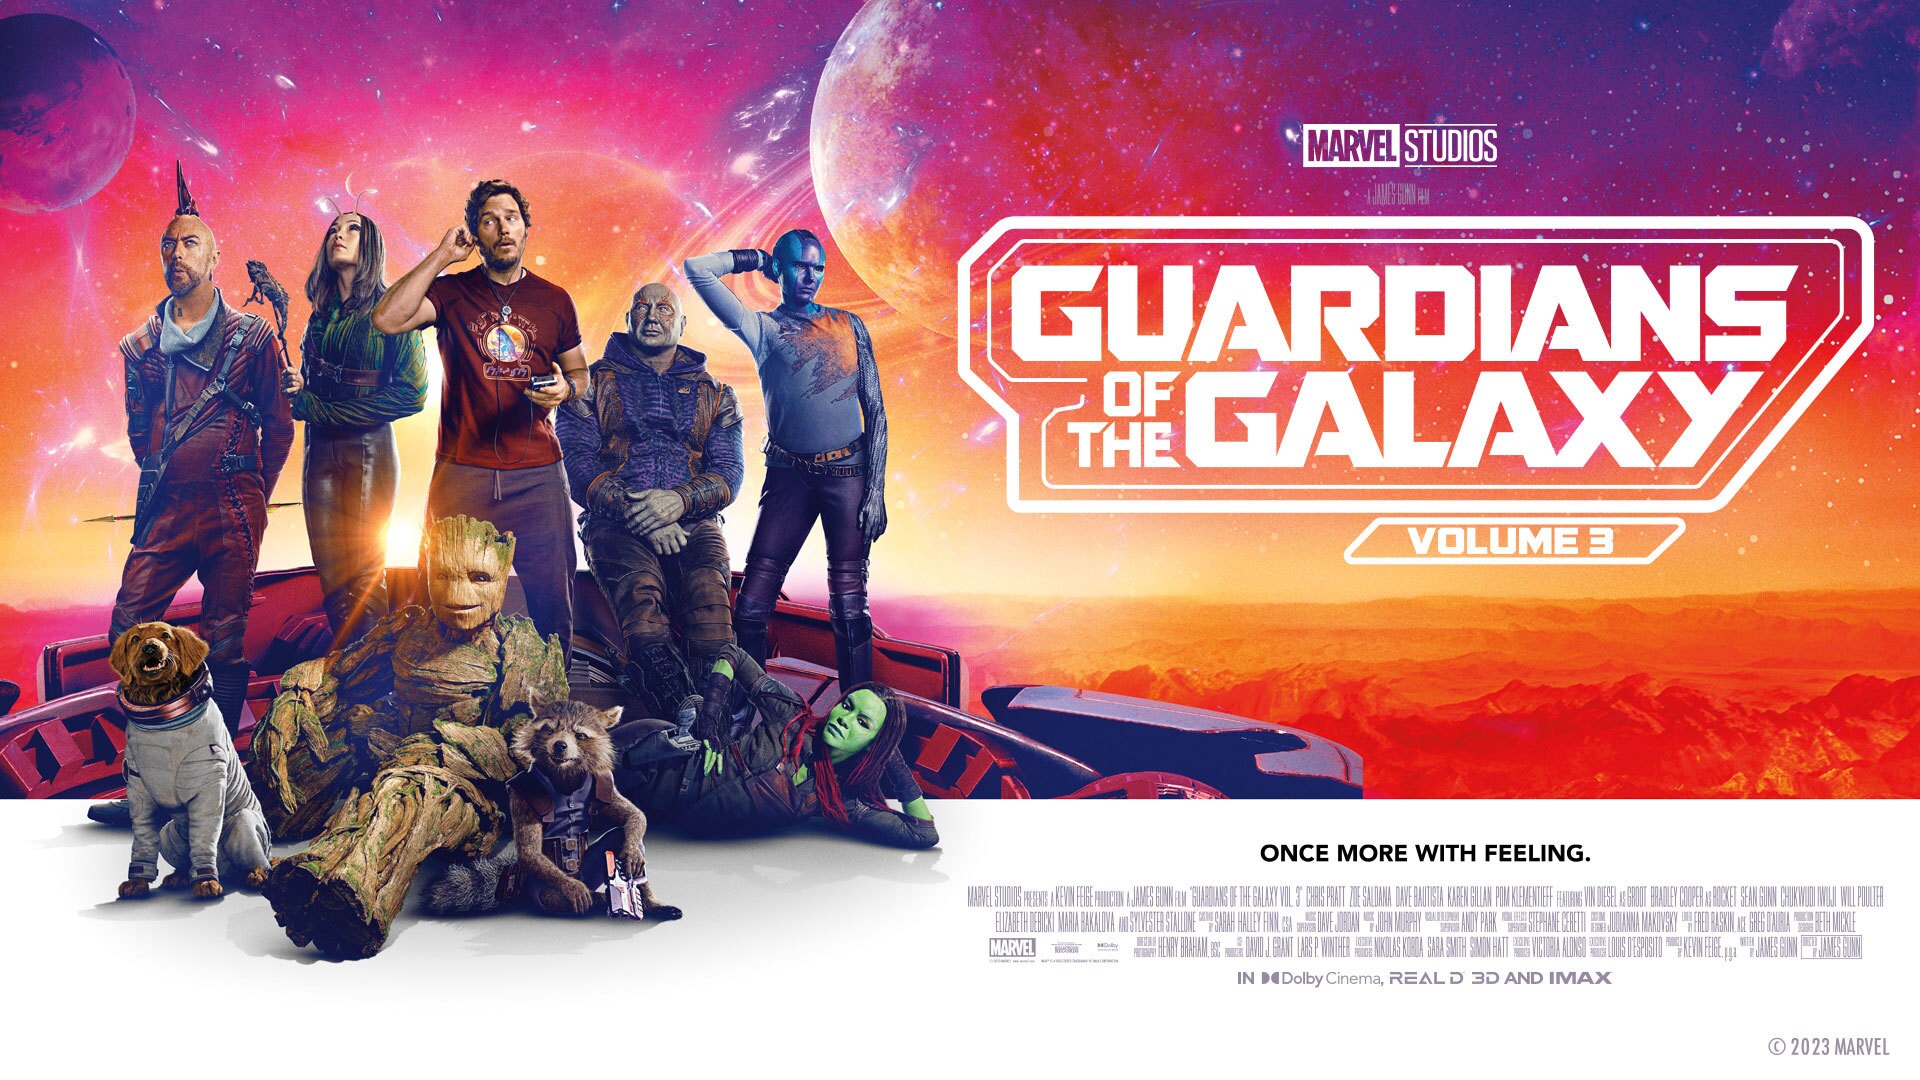 MARVEL STUDIOS
A JAMES GUNN FILM
GUARDIANS
OF THE GALAXY
VOLUME 3
ONCE MORE WITH FEELING.
MARVEL STUDIOS PRESENTS A KEVIN FEIGE PRODUCTION A JAMES GUNN FILM "GUARDIANS OF THE GALAXY VOL. 3" CHRIS PRATT ZOE SALDANA DAVE BAUTISTA KAREN GILLAN POM KLEMENTIEFF FEATURING VIN DIESEL AS GROOT BRADLEY COOPER AS ROCKET SEAN GUNN CHUKWUDI IWUJI WILL POULTER
ELIZABETH DEBICKI MARIA BAKALOVA AND SYLVESTER STALLONE CASTING BY SARAH HALLEY FINN, CSA MUSIC SUPERVISION DAVE JORDAN MUSIC BY JOHN MURPHY VISUAL DEVELOPMENT SUPERVISOR ANDY PARK VISUAL EFFECTS SUPERVISOR STEPHANE CERETTI COSTUME DESIGNER JUDIANNA MAKOVSKY EDITED BY FRED RASKIN, ACE GREG D'AURIA PRODUCTION DESIGNER BETH MICKLE
MARVEL Dolby DIRECTOR OF PHOTOGRAPHY HENRY BRAHAM, BSC CO-PRODUCERS DAVID J. GRANT LARS P. WINTHER EXECUTIVE PRODUCERS NIKOLAS KORDA SARA SMITH SIMON HATT EXECUTIVE PRODUCER VICTORIA ALONSO EXECUTIVE PRODUCER LOUIS D'ESPOSITO PRODUCED BY KEVIN FEIGE, p.g.a. WRITTEN BY JAMES GUNN DIRECTED BY JAMES GUNN
IN Dolby Cinema, REAL D 3D AND IMAX
© 2023 MARVEL